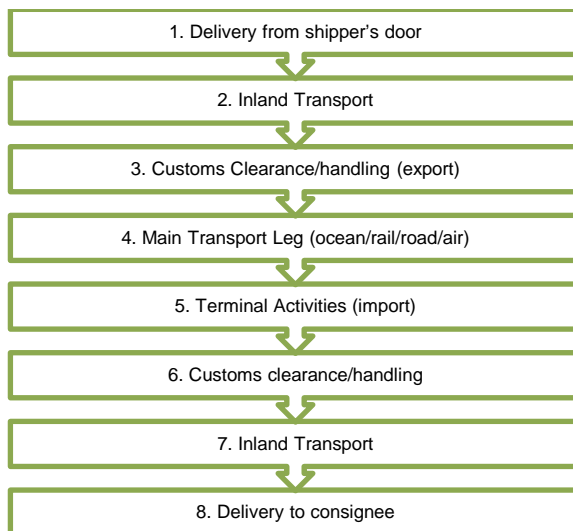 1. Delivery from shipper’s door
2. Inland Transport
3. Customs Clearance/handling (export)
4. Main Transport Leg (ocean/rail/road/air)
5. Terminal Activities (import)
6. Customs clearance/handling
7. Inland Transport
8. Delivery to consignee